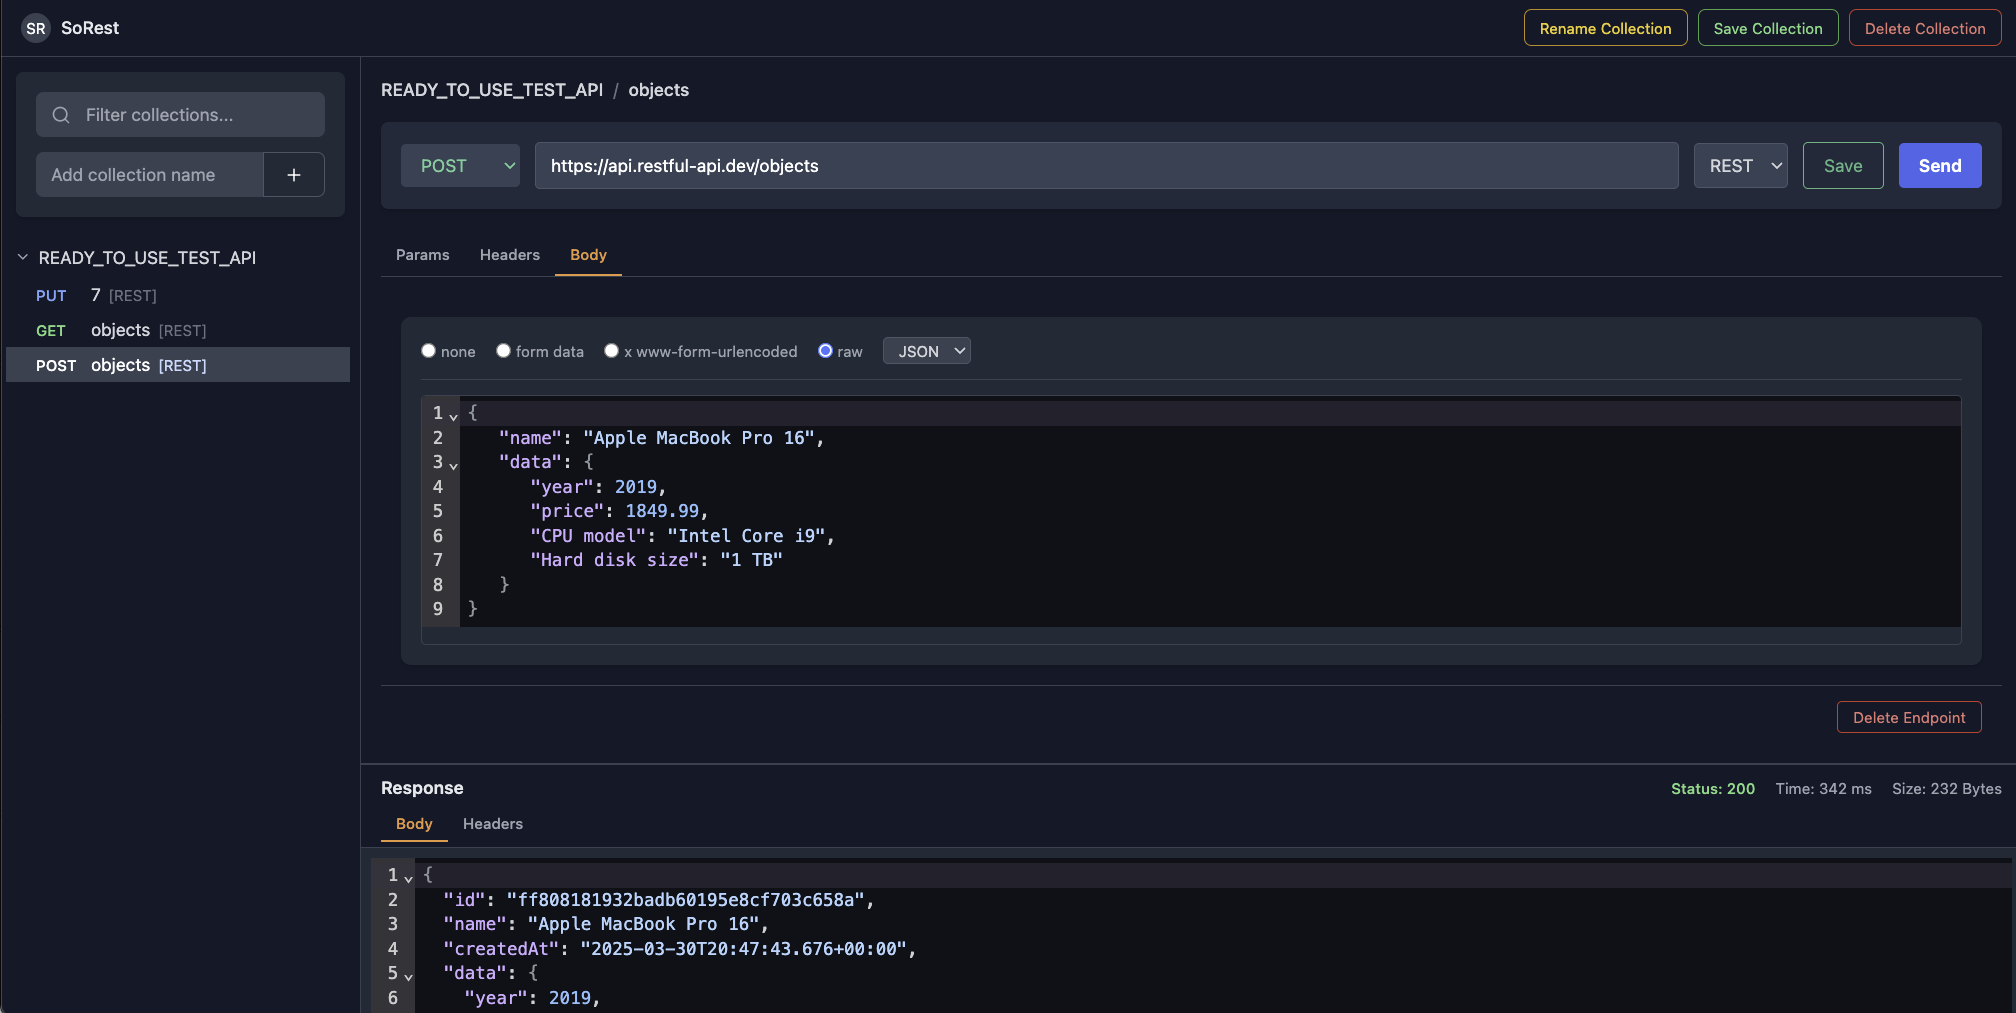 SR SoRest
Rename Collection Save Collection Delete Collection
Filter collections...
Add collection name +
READY_TO_USE_TEST_API
PUT 7 [REST]
GET objects [REST]
POST objects [REST]
READY_TO_USE_TEST_API / objects
POST https://api.restful-api.dev/objects REST Save Send
Params Headers Body
none form data x www-form-urlencoded raw JSON
1 {
2 "name": "Apple MacBook Pro 16",
3 "data": {
4 "year": 2019,
5 "price": 1849.99,
6 "CPU model": "Intel Core i9",
7 "Hard disk size": "1 TB"
8 }
9 }
Delete Endpoint
Response Status: 200 Time: 342 ms Size: 232 Bytes
Body Headers
1 {
2 "id": "ff808181932badb60195e8cf703c658a",
3 "name": "Apple MacBook Pro 16",
4 "createdAt": "2025-03-30T20:47:43.676+00:00",
5 "data": {
6 "year": 2019,